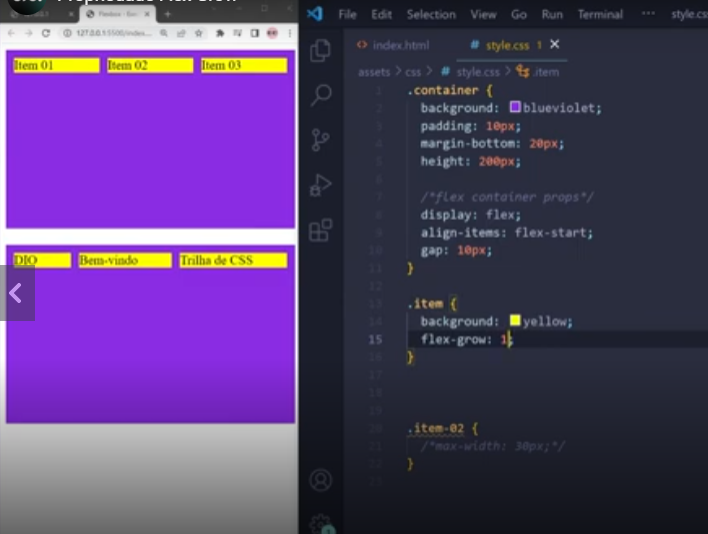 Propriedade Flex Grow
Flexbox
127.0.0.1:5500/index...
Item 01 Item 02 Item 03
DIO Bem-vindo Trilha de CSS
File Edit Selection View Go Run Terminal ··· style.cs
<> index.html # style.css 1 ×
assets > css > # style.css > .item
1 .container {
2 background: blueviolet;
3 padding: 10px;
4 margin-bottom: 20px;
5 height: 200px;
6
7 /*flex container props*/
8 display: flex;
9 align-items: flex-start;
10 gap: 10px;
11 }
12
13 .item {
14 background: yellow;
15 flex-grow: 1;
16 }
17
18
19
20 .item-02 {
21 /*max-width: 30px;*/
22 }
23